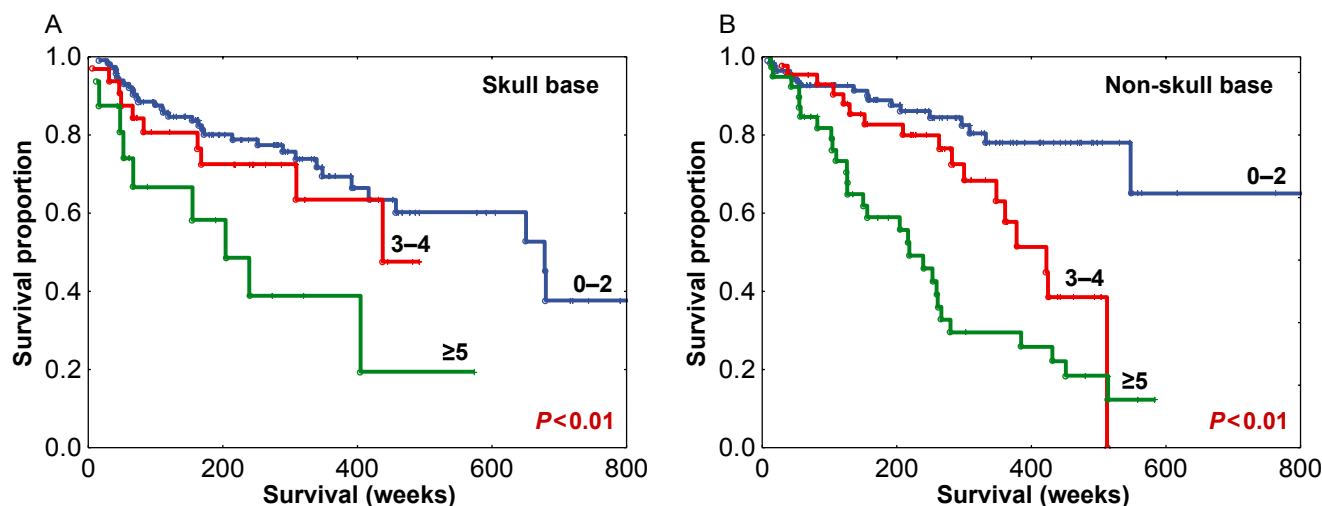 A
Skull base
1.0
0.8
0.6
0.4
0.2
0.0
Survival proportion
3–4
0–2
≥5
P<0.01
0 200 400 600 800
Survival (weeks)
B
Non-skull base
1.0
0.8
0.6
0.4
0.2
0.0
Survival proportion
0–2
3–4
≥5
P<0.01
0 200 400 600 800
Survival (weeks)